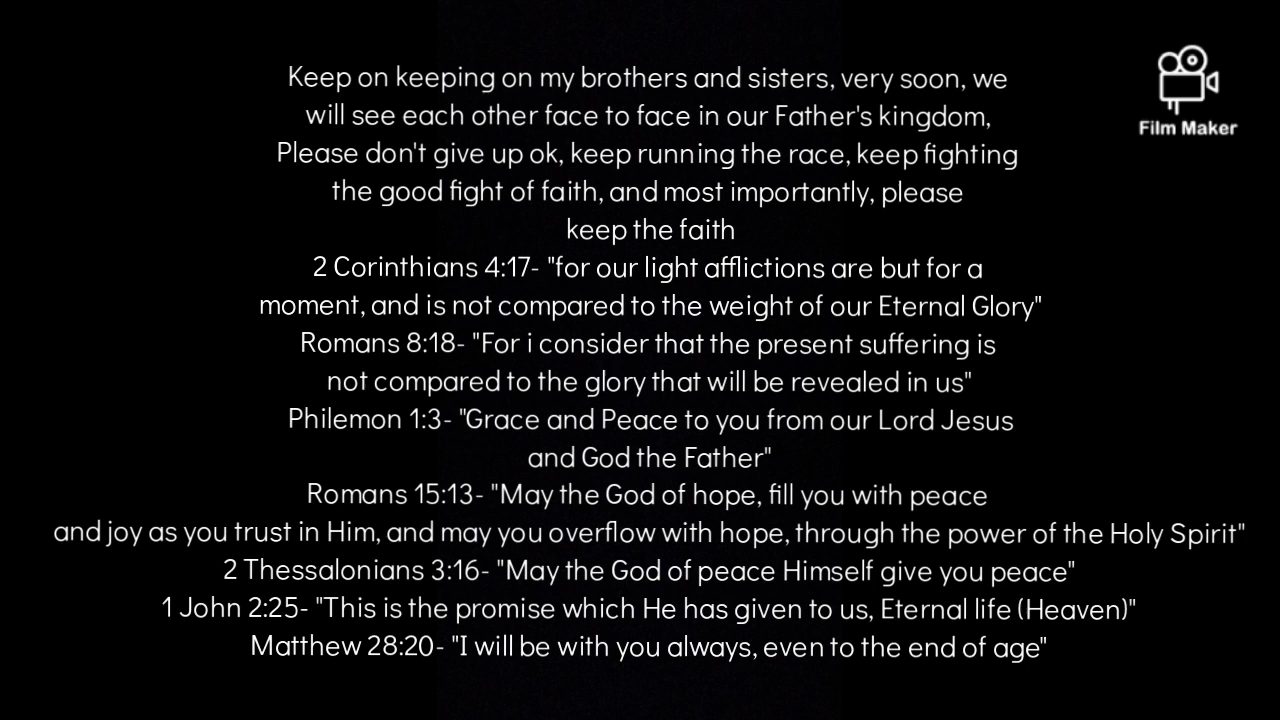 Keep on keeping on my brothers and sisters, very soon, we
will see each other face to face in our Father's kingdom,
Please don't give up ok, keep running the race, keep fighting
the good fight of faith, and most importantly, please
keep the faith
2 Corinthians 4:17- "for our light afflictions are but for a
moment, and is not compared to the weight of our Eternal Glory"
Romans 8:18- "For i consider that the present suffering is
not compared to the glory that will be revealed in us"
Philemon 1:3- "Grace and Peace to you from our Lord Jesus
and God the Father"
Romans 15:13- "May the God of hope, fill you with peace
and joy as you trust in Him, and may you overflow with hope, through the power of the Holy Spirit"
2 Thessalonians 3:16- "May the God of peace Himself give you peace"
1 John 2:25- "This is the promise which He has given to us, Eternal life (Heaven)"
Matthew 28:20- "I will be with you always, even to the end of age"
Film Maker